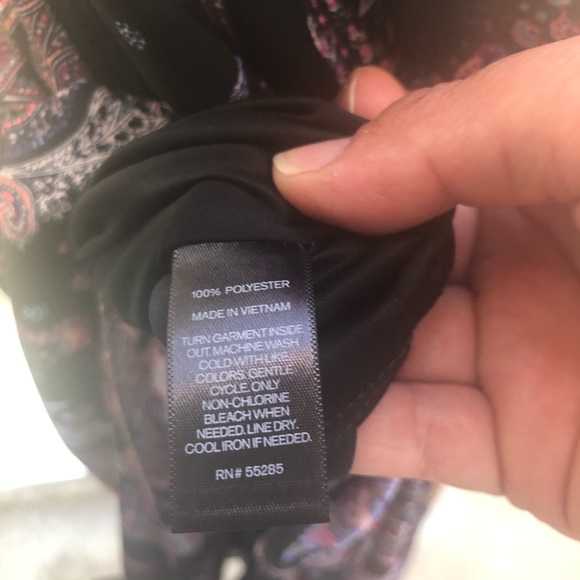 100% POLYESTER
MADE IN VIETNAM
TURN GARMENT INSIDE
OUT. MACHINE WASH
COLD WITH LIKE
COLORS, GENTLE
CYCLE. ONLY
NON-CHLORINE
BLEACH WHEN
NEEDED. LINE DRY.
COOL IRON IF NEEDED.
RN# 55285